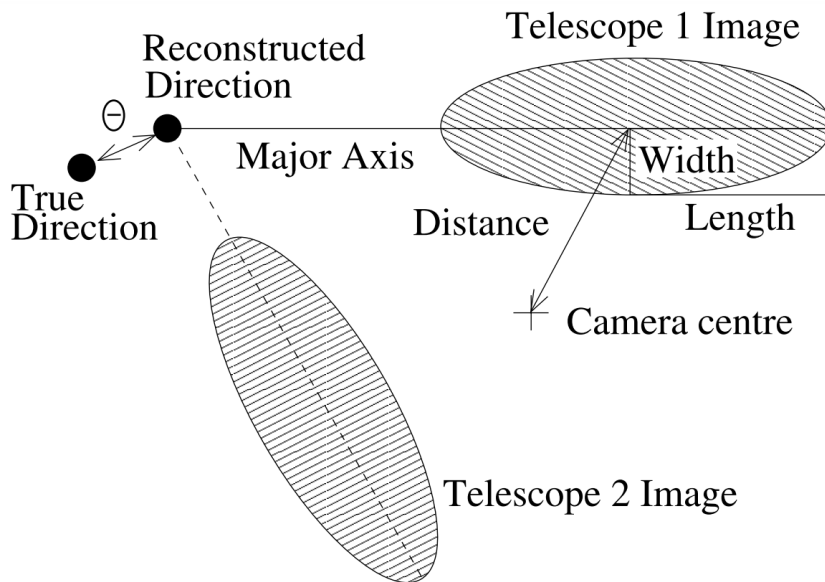 Telescope 1 Image
Reconstructed
Direction
Θ
Major Axis
Width
True
Direction
Distance
Length
Camera centre
Telescope 2 Image